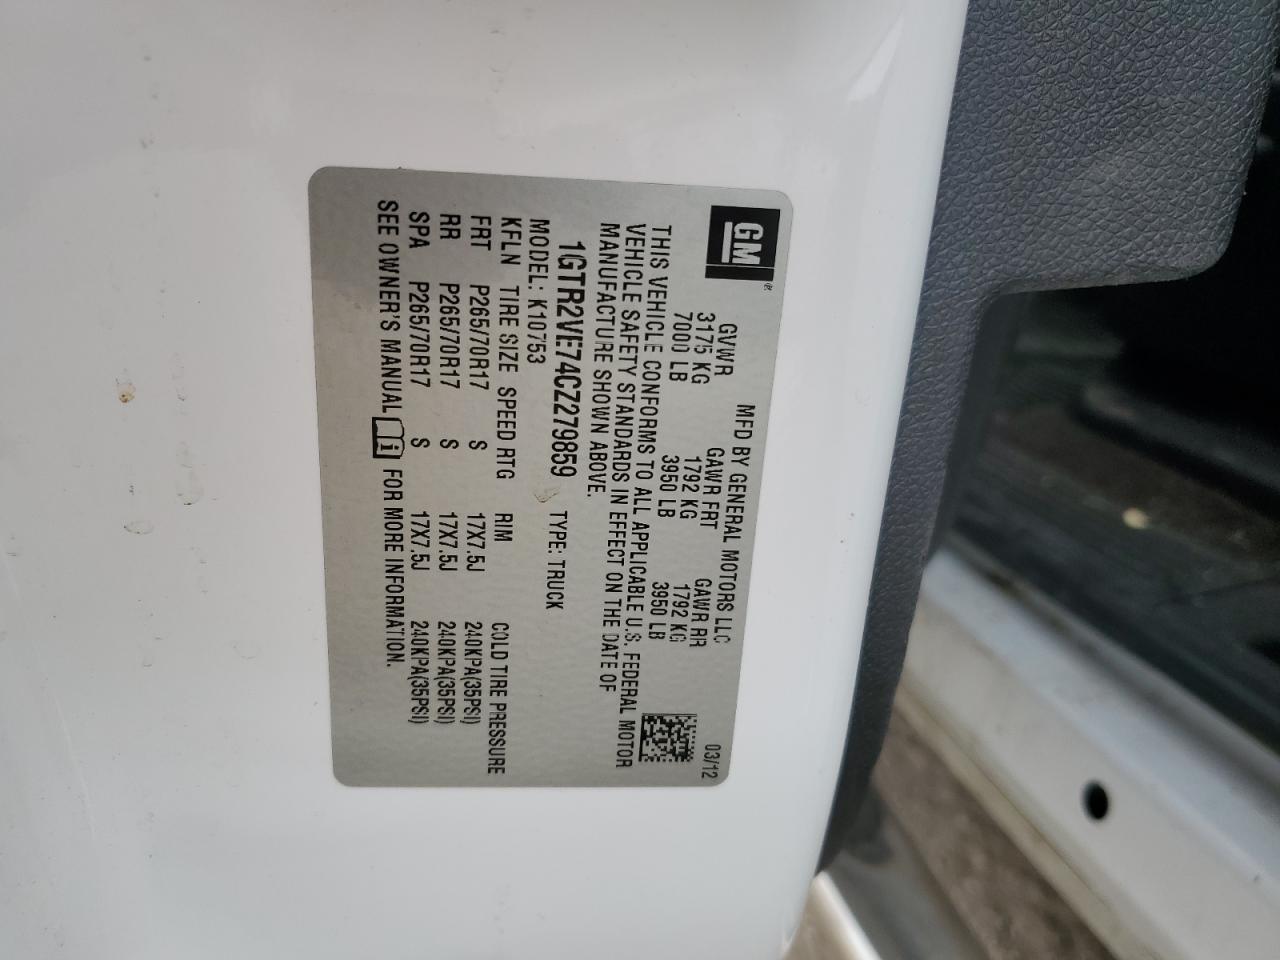 GM
MFD BY GENERAL MOTORS LLC 03/12
GVWR GAWR FRT GAWR RR
3175 KG 1792 KG 1792 KG
7000 LB 3950 LB 3950 LB
THIS VEHICLE CONFORMS TO ALL APPLICABLE U.S. FEDERAL MOTOR
VEHICLE SAFETY STANDARDS IN EFFECT ON THE DATE OF
MANUFACTURE SHOWN ABOVE.
1GTR2VE74CZ279859 TYPE: TRUCK
MODEL: K10753
KFLN TIRE SIZE SPEED RTG RIM COLD TIRE PRESSURE
FRT P265/70R17 S 17X7.5J 240KPA(35PSI)
RR P265/70R17 S 17X7.5J 240KPA(35PSI)
SPA P265/70R17 S 17X7.5J 240KPA(35PSI)
SEE OWNER'S MANUAL i FOR MORE INFORMATION.